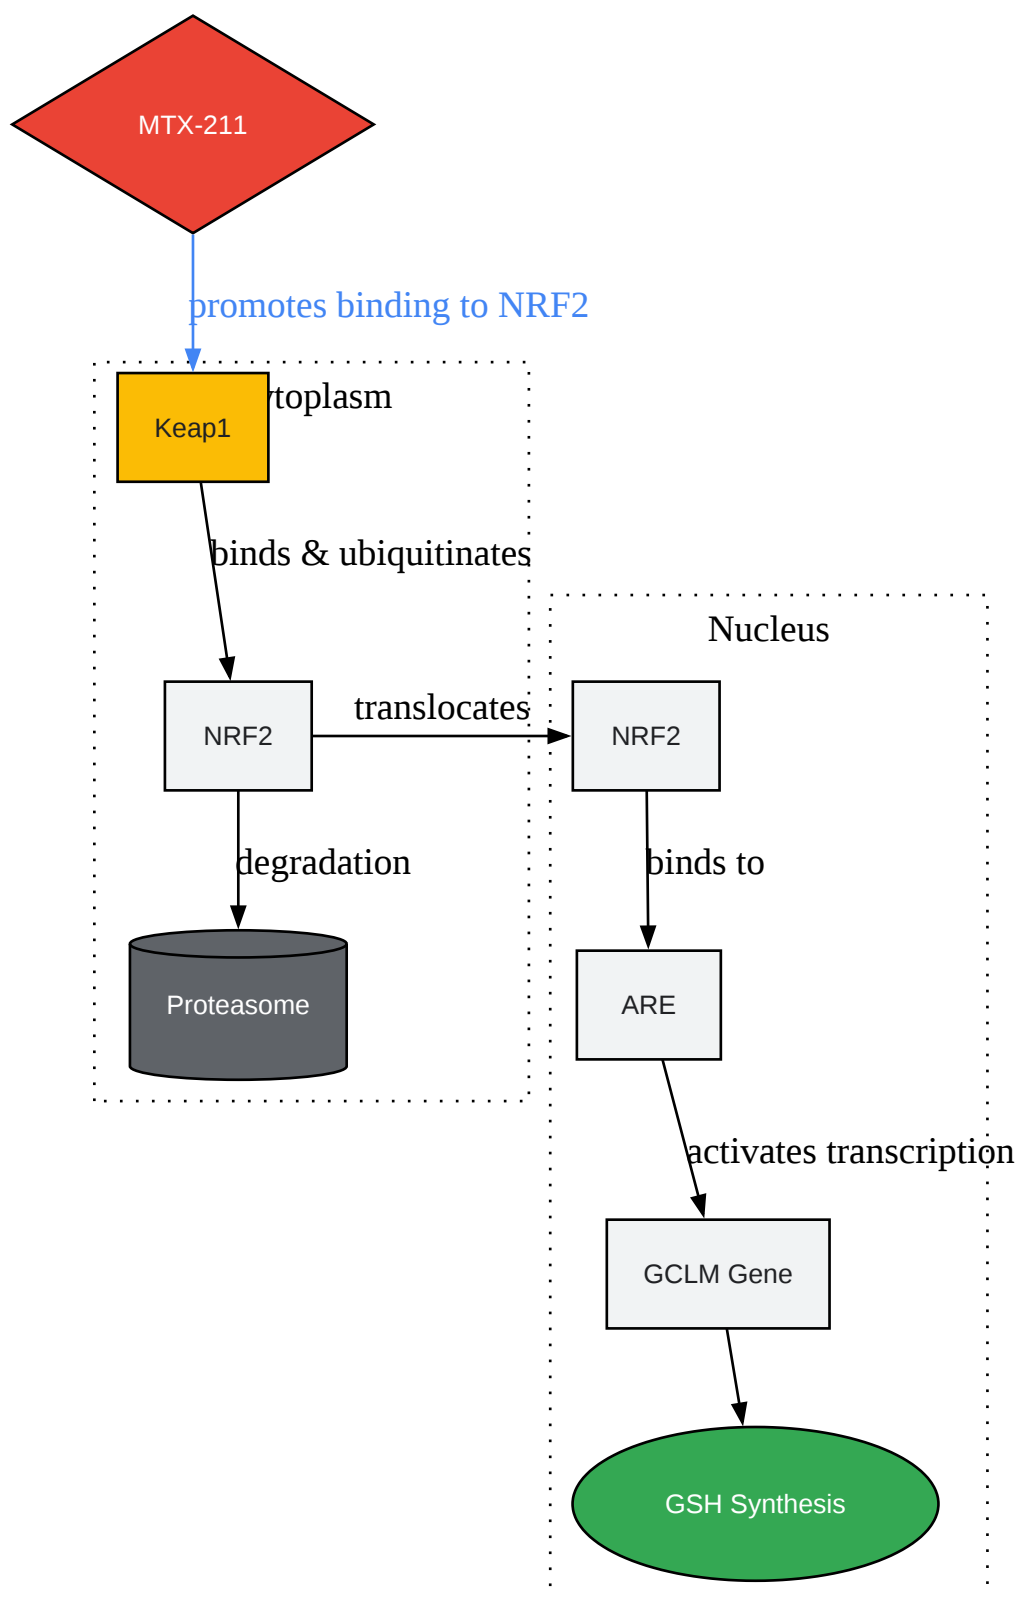 MTX-211
promotes binding to NRF2
ytoplasm
Keap1
binds & ubiquitinates
Nucleus
translocates
NRF2
NRF2
degradation
binds to
Proteasome
ARE
activates transcription
GCLM Gene
GSH Synthesis